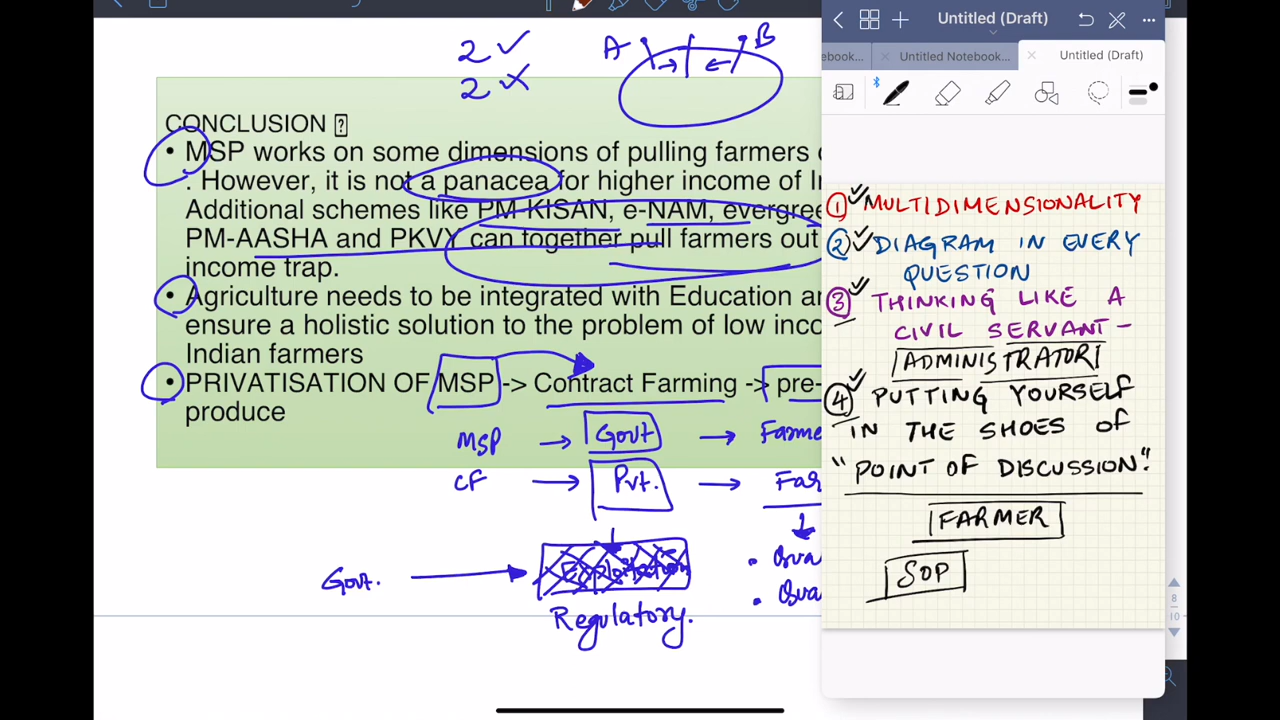 2 ✓
2 ✗
A B
CONCLUSION
• MSP works on some dimensions of pulling farmers
. However, it is not a panacea for higher income of
Additional schemes like PM-KISAN, e-NAM, evergree
PM-AASHA and PKVY can together pull farmers out
income trap.
• Agriculture needs to be integrated with Education
ensure a holistic solution to the problem of low
Indian farmers
• PRIVATISATION OF MSP -> Contract Farming -> pre-
produce
MSP → Govt → Farme
CF → Pvt. → Far
Govt. → Exploitation
Regulatory.
Untitled (Draft)
Untitled Notebook...
Untitled (Draft)
① MULTIDIMENSIONALITY
② DIAGRAM IN EVERY
QUESTION
③ THINKING LIKE A
CIVIL SERVANT -
ADMINISTRATOR
④ PUTTING YOURSELF
IN THE SHOES OF
"POINT OF DISCUSSION".
FARMER
SOP
8
10